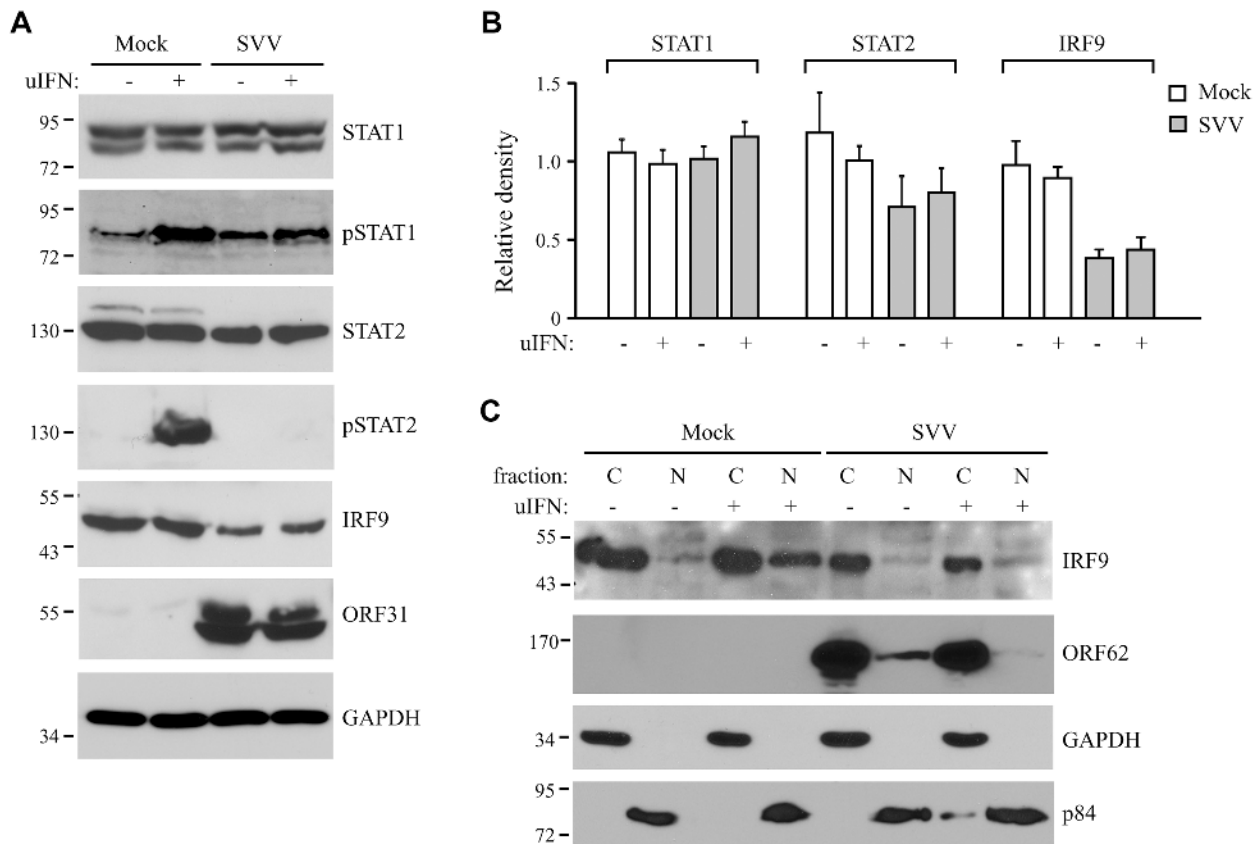 A
Mock SVV
uIFN: - + - +
95
72
STAT1
95
72
pSTAT1
130
STAT2
130
pSTAT2
55
43
IRF9
55
ORF31
34
GAPDH
B
STAT1 STAT2 IRF9
Mock
SVV
Relative density
1.5
1.0
0.5
0
uIFN: - + - + - + - + - + - +
C
Mock SVV
fraction: C N C N C N C N
uIFN: - - + + - - + +
55
43
IRF9
170
ORF62
34
GAPDH
95
72
p84